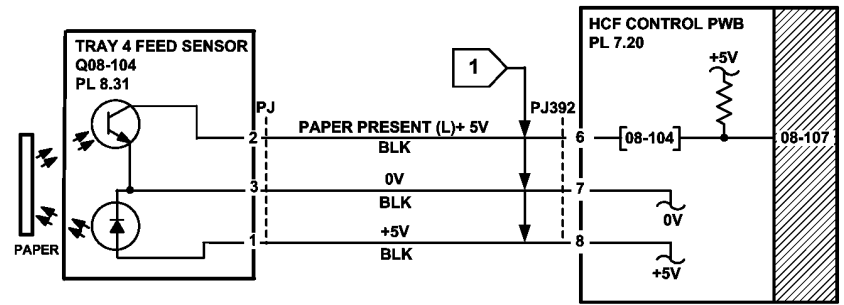 TRAY 4 FEED SENSOR
Q08-104
PL 8.31
PJ
2
3
1
PAPER
1
PAPER PRESENT (L)+ 5V
BLK
0V
BLK
+5V
BLK
PJ392
6
7
8
HCF CONTROL PWB
PL 7.20
+5V
08-104
08-107
0V
+5V